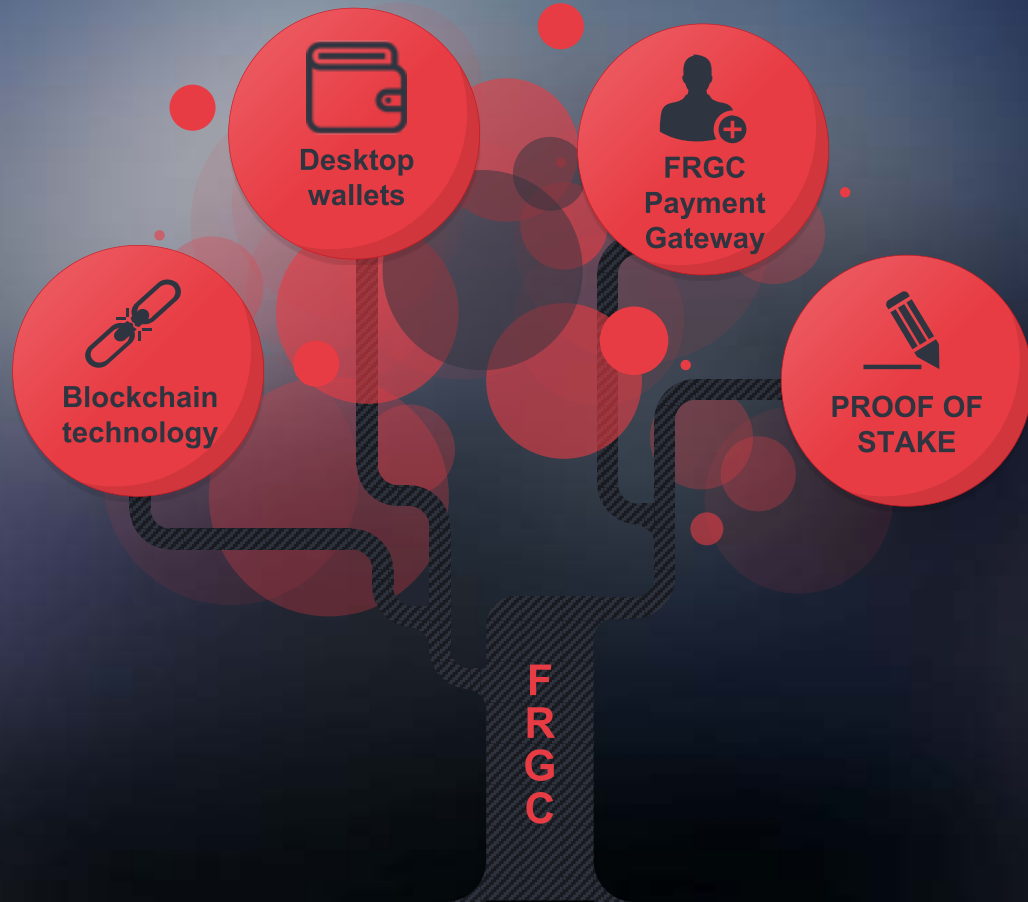 Desktop
wallets
FRGC
Payment
Gateway
Blockchain
technology
PROOF OF
STAKE
F
R
G
C